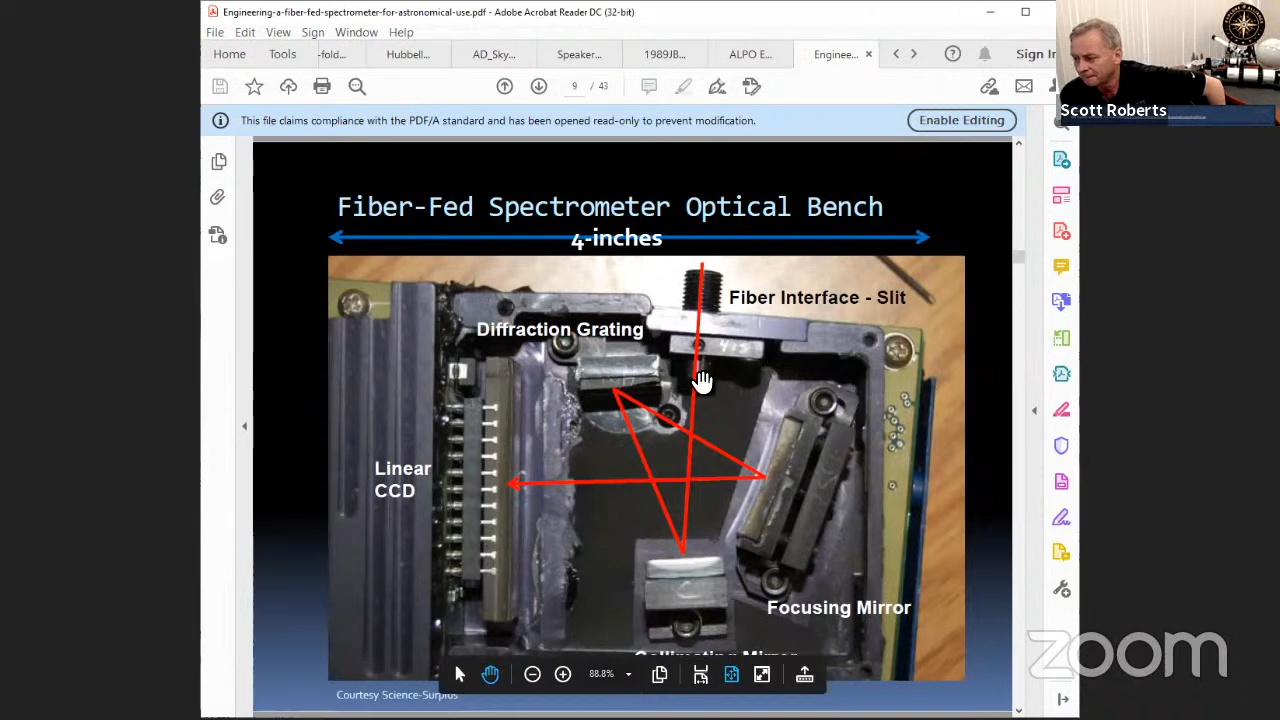 Engineering-a-fiber-fed-spectrometer-for-astronomical-use.pdf - Adobe Acrobat Reader DC (32-bit)
File Edit View Sign Window Help
Home Tools -fold... Hubbell... AD_Sky... Speaker... 1989JB... ALPO E... Enginee... × Sign In
9 / 43
This file claims compliance with the PDF/A standard and has been opened read-only to prevent modification.
Enable Editing
Scott Roberts
Fiber-Fed Spectrometer Optical Bench
4-inches
Fiber Interface - Slit
Diffraction Grating
Linear
CCD
Focusing Mirror
Collimating Mirror
88.8%
Courtesy Science-Surplus
zoom